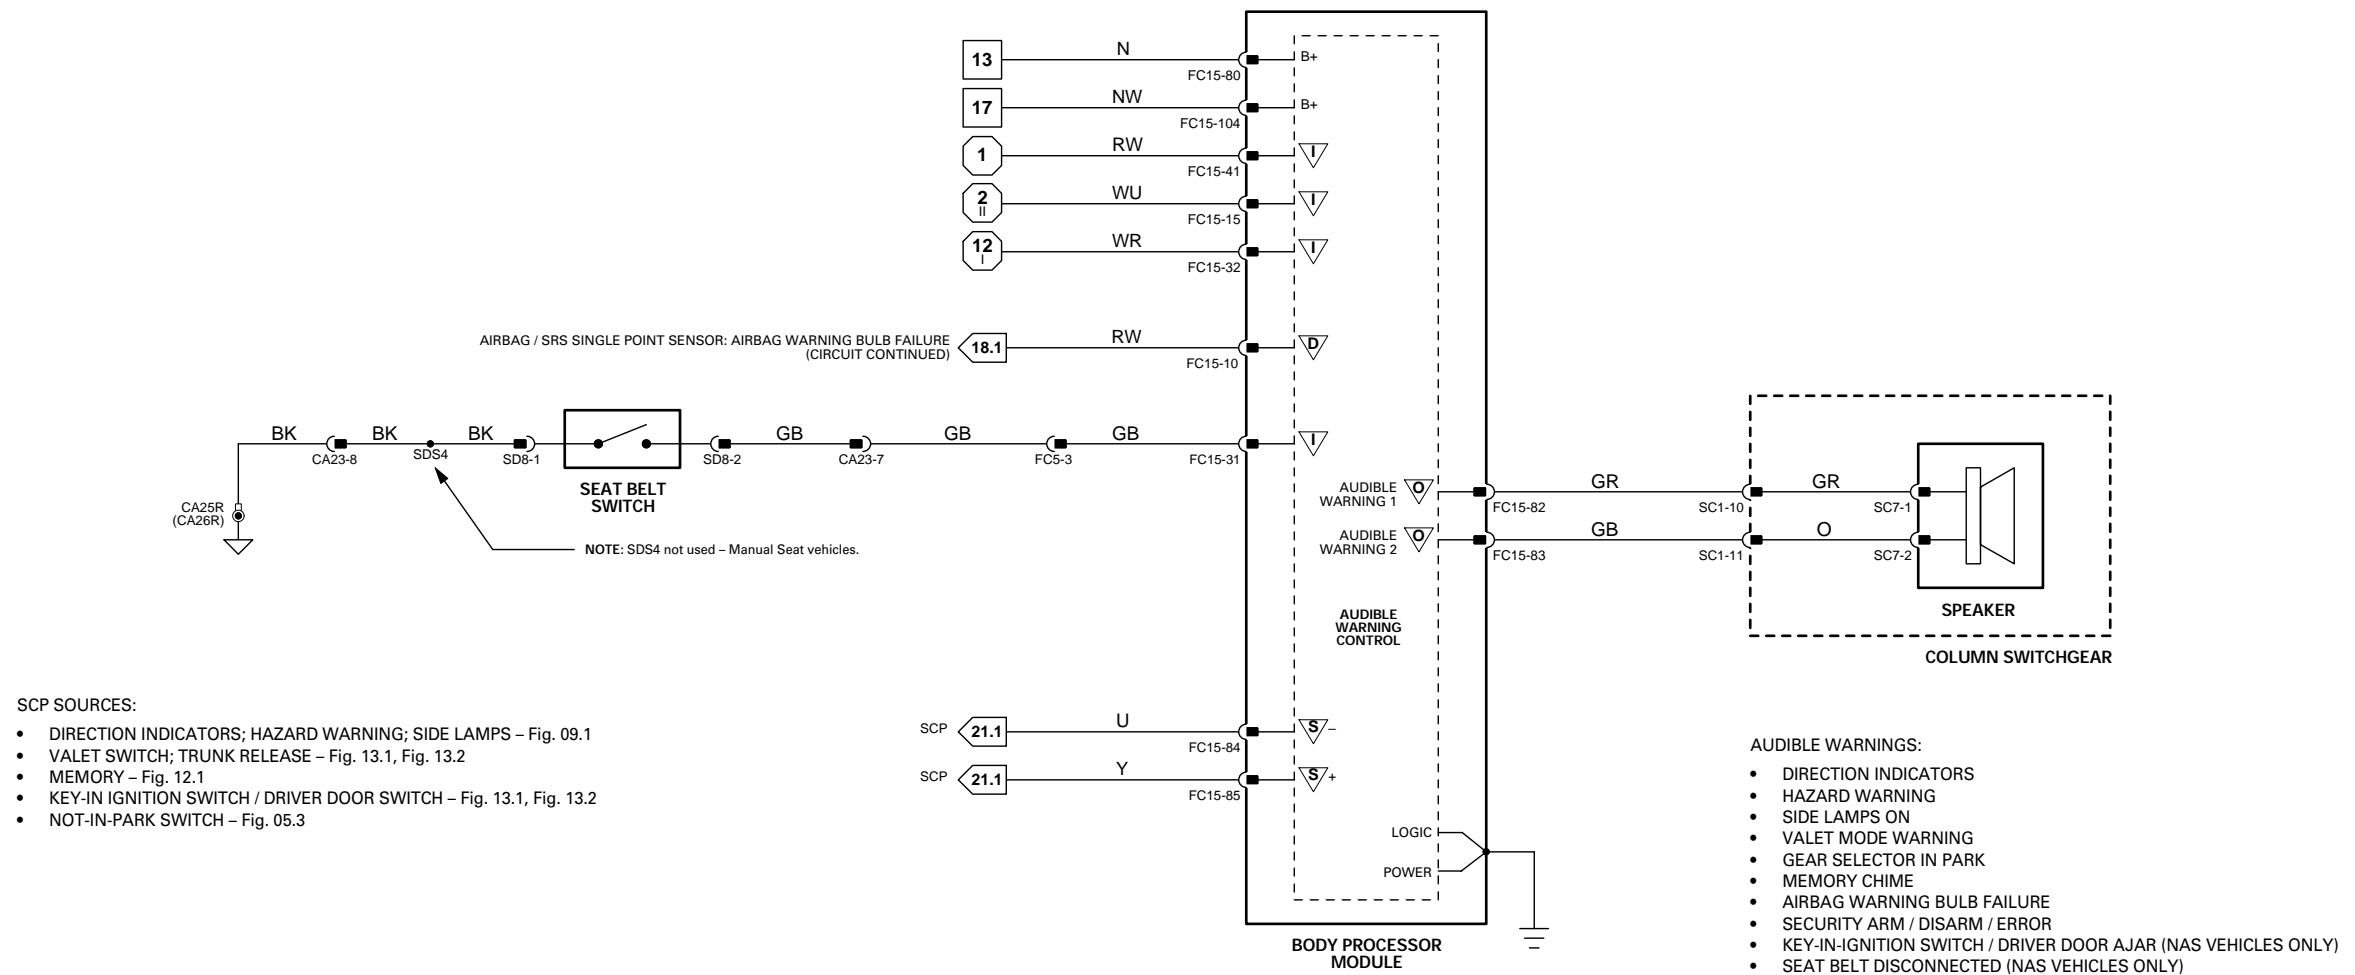 13
N
FC15-80
B+
17
NW
FC15-104
B+
1
RW
FC15-41
I
2
II
WU
FC15-15
I
12
I
WR
FC15-32
I
AIRBAG / SRS SINGLE POINT SENSOR: AIRBAG WARNING BULB FAILURE
(CIRCUIT CONTINUED)
18.1
RW
FC15-10
D
BK
CA23-8
BK
SDS4
BK
SD8-1
SEAT BELT
SWITCH
SD8-2
GB
CA23-7
GB
FC5-3
GB
FC15-31
I
CA25R
(CA26R)
NOTE: SDS4 not used – Manual Seat vehicles.
AUDIBLE
WARNING 1
O
FC15-82
GR
SC1-10
GR
SC7-1
AUDIBLE
WARNING 2
O
FC15-83
GB
SC1-11
O
SC7-2
SPEAKER
COLUMN SWITCHGEAR
AUDIBLE
WARNING
CONTROL
SCP
21.1
U
FC15-84
S –
SCP
21.1
Y
FC15-85
S +
LOGIC
POWER
BODY PROCESSOR
MODULE
SCP SOURCES:
• DIRECTION INDICATORS; HAZARD WARNING; SIDE LAMPS – Fig. 09.1
• VALET SWITCH; TRUNK RELEASE – Fig. 13.1, Fig. 13.2
• MEMORY – Fig. 12.1
• KEY-IN IGNITION SWITCH / DRIVER DOOR SWITCH – Fig. 13.1, Fig. 13.2
• NOT-IN-PARK SWITCH – Fig. 05.3
AUDIBLE WARNINGS:
• DIRECTION INDICATORS
• HAZARD WARNING
• SIDE LAMPS ON
• VALET MODE WARNING
• GEAR SELECTOR IN PARK
• MEMORY CHIME
• AIRBAG WARNING BULB FAILURE
• SECURITY ARM / DISARM / ERROR
• KEY-IN-IGNITION SWITCH / DRIVER DOOR AJAR (NAS VEHICLES ONLY)
• SEAT BELT DISCONNECTED (NAS VEHICLES ONLY)